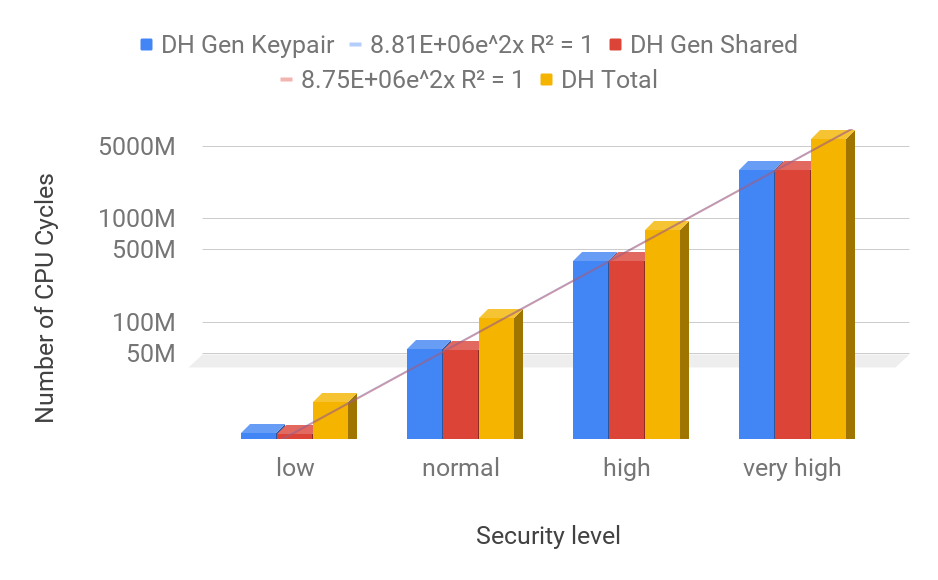 DH Gen Keypair 8.81E+06e^2x R² = 1 DH Gen Shared
8.75E+06e^2x R² = 1 DH Total
5000M
1000M
500M
100M
50M
Number of CPU Cycles
low normal high very high
Security level